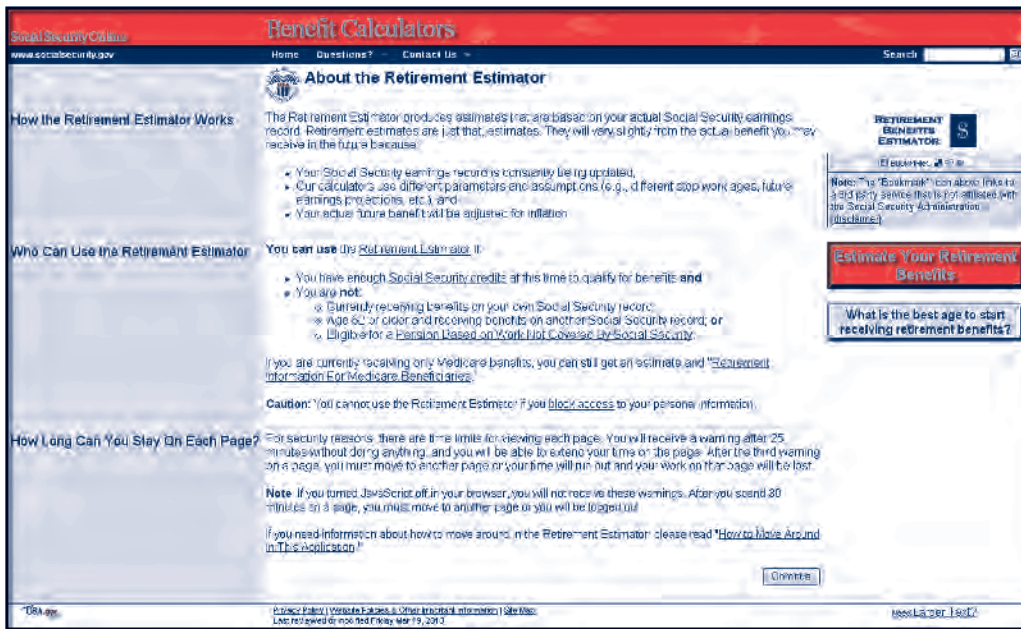 Social Security Online
Benefit Calculators
www.socialsecurity.gov
Home Questions? Contact Us
Search
About the Retirement Estimator
How the Retirement Estimator Works
The Retirement Estimator produces estimates that are based on your actual Social Security earnings
record. Retirement estimates are just that, estimates. They will vary slightly from the actual benefit you may
receive in the future because:
Your Social Security earnings record is constantly being updated,
Our calculators use different parameters and assumptions (e.g., different stop work ages, future
earnings projections, etc.), and
Your actual future benefit will be adjusted for inflation
RETIREMENT
BENEFITS
ESTIMATOR
Note: The "Bookmark" icon above links to
a 3rd party service that is not affiliated with
the Social Security Administration
(disclaimer)
Who Can Use the Retirement Estimator
You can use the Retirement Estimator if:
You have enough Social Security credits at this time to qualify for benefits and
You are not:
Currently receiving benefits on your own Social Security record;
Age 62 or older and receiving benefits on another Social Security record; or
Eligible for a Pension Based on Work Not Covered By Social Security.
If you are currently receiving only Medicare benefits, you can still get an estimate and "Retirement
Information For Medicare Beneficiaries."
Caution: You cannot use the Retirement Estimator if you block access to your personal information.
Estimate Your Retirement
Benefits
What is the best age to start
receiving retirement benefits?
How Long Can You Stay On Each Page?
For security reasons, there are time limits for viewing each page. You will receive a warning after 25
minutes without doing anything, and you will be able to extend your time on the page. After the third warning
on a page, you must move to another page or your time will run out and your work on that page will be lost.
Note: If you turned JavaScript off in your browser, you will not receive these warnings. After you spend 30
minutes on a page, you must move to another page or you will be logged out
If you need information about how to move around in the Retirement Estimator please read "How to Move Around
In This Application."
Continue
USA.gov
Privacy Policy | Website Policies & Other Important Information | Site Map
Last reviewed or modified Friday Mar 19, 2010
Need Larger Text?